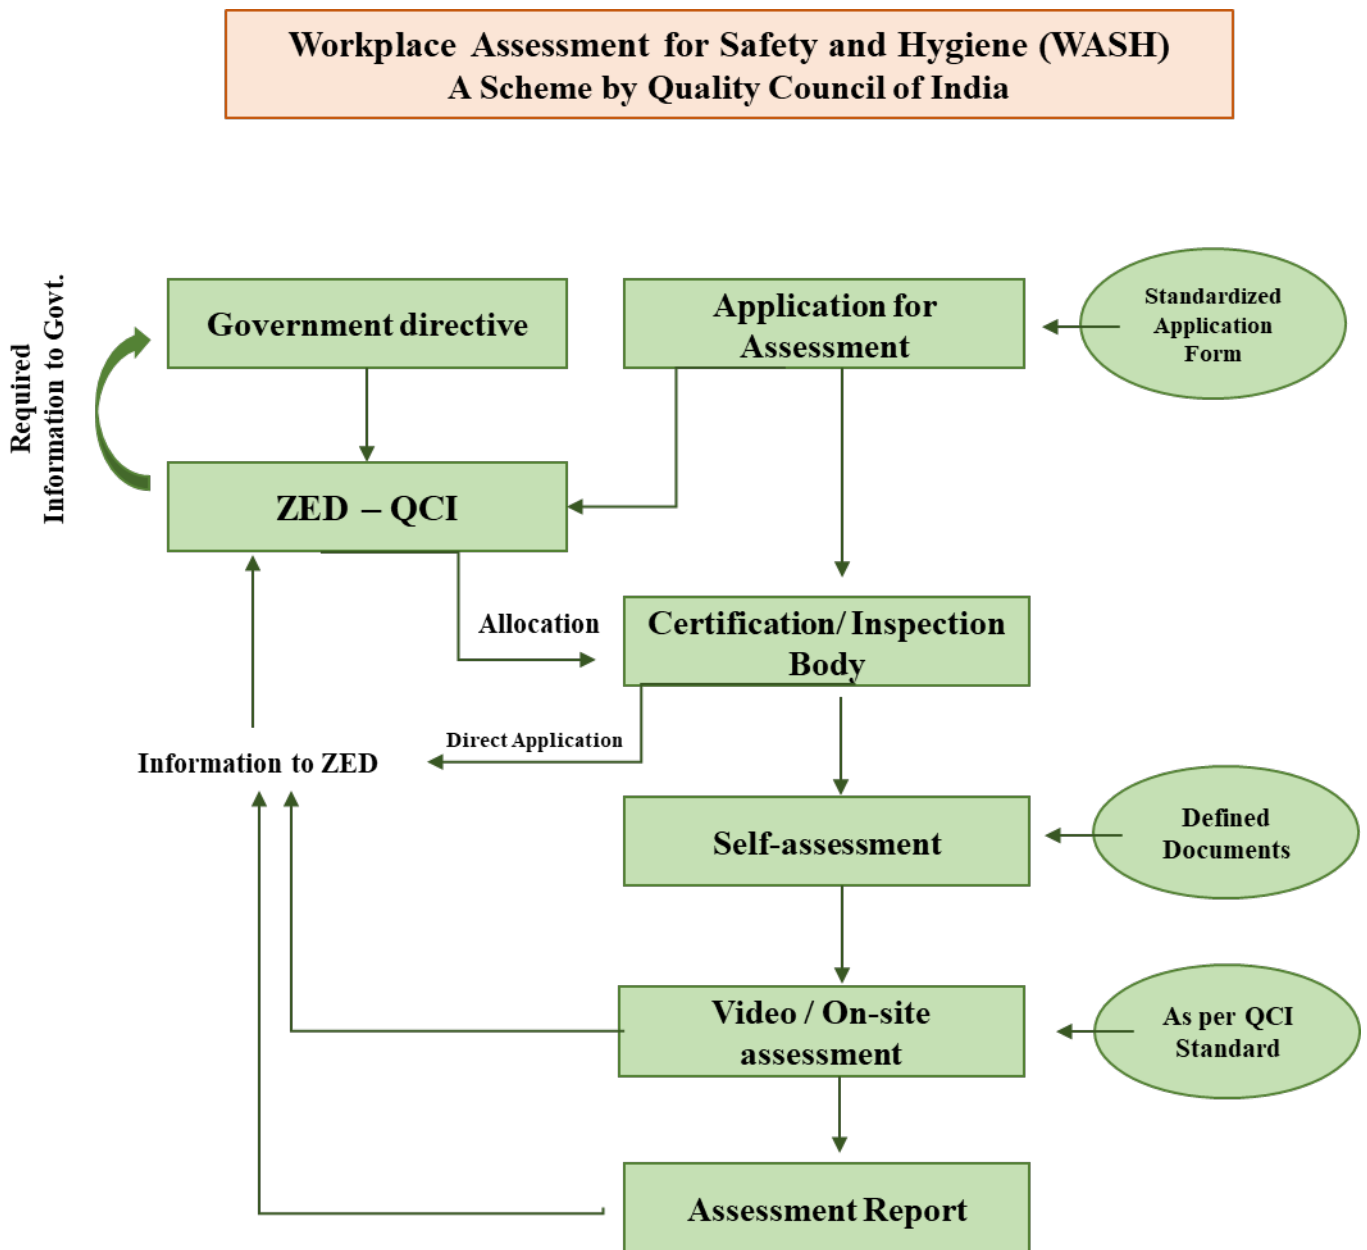 Workplace Assessment for Safety and Hygiene (WASH)
A Scheme by Quality Council of India
Required
Information to Govt.
Government directive
Application for
Assessment
Standardized
Application
Form
ZED – QCI
Allocation
Certification/ Inspection
Body
Direct Application
Information to ZED
Self-assessment
Defined
Documents
Video / On-site
assessment
As per QCI
Standard
Assessment Report